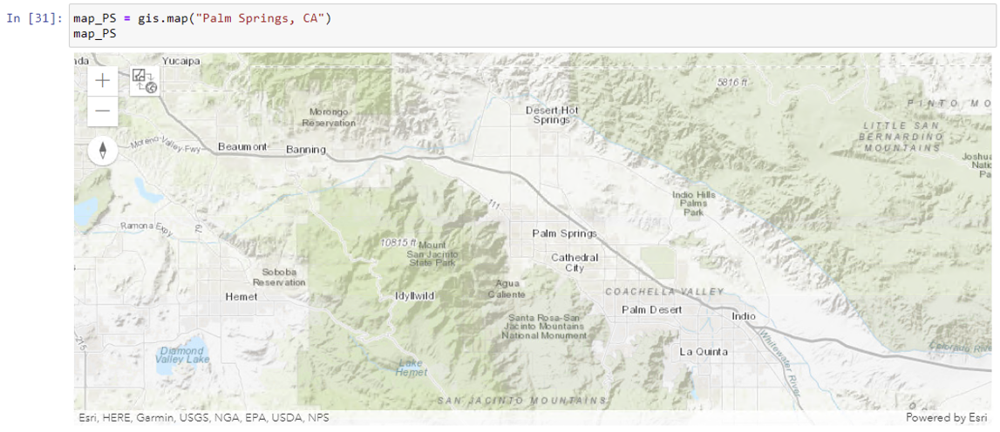 In [31]: map_PS = gis.map("Palm Springs, CA")
map_PS
nda
Yucaipa
5816 ft
PINTO MO
Morongo
Reservation
Desert Hot
Springs
LITTLE SAN
BERNARDINO
MOUNTAINS
Moreno-Valley-Fwy
Beaumont
Banning
Joshua
Natio
Pa
Indio Hills
Palms
Park
111
Ramona Expy
79
Palm Springs
10815 ft
Mount
San Jacinto
State Park
Cathedral
City
Soboba
Reservation
Hemet
Idyllwild
Agua
Caliente
COACHELLA VALLEY
Palm Desert
Indio
Santa Rosa-San
Jacinto Mountains
National Monument
215
Diamond
Valley Lake
Lake
Hemet
La Quinta
Whitewater River
Colorado Rive
SAN JACINTO MOUNTAINS
Esri, HERE, Garmin, USGS, NGA, EPA, USDA, NPS
Powered by Esri